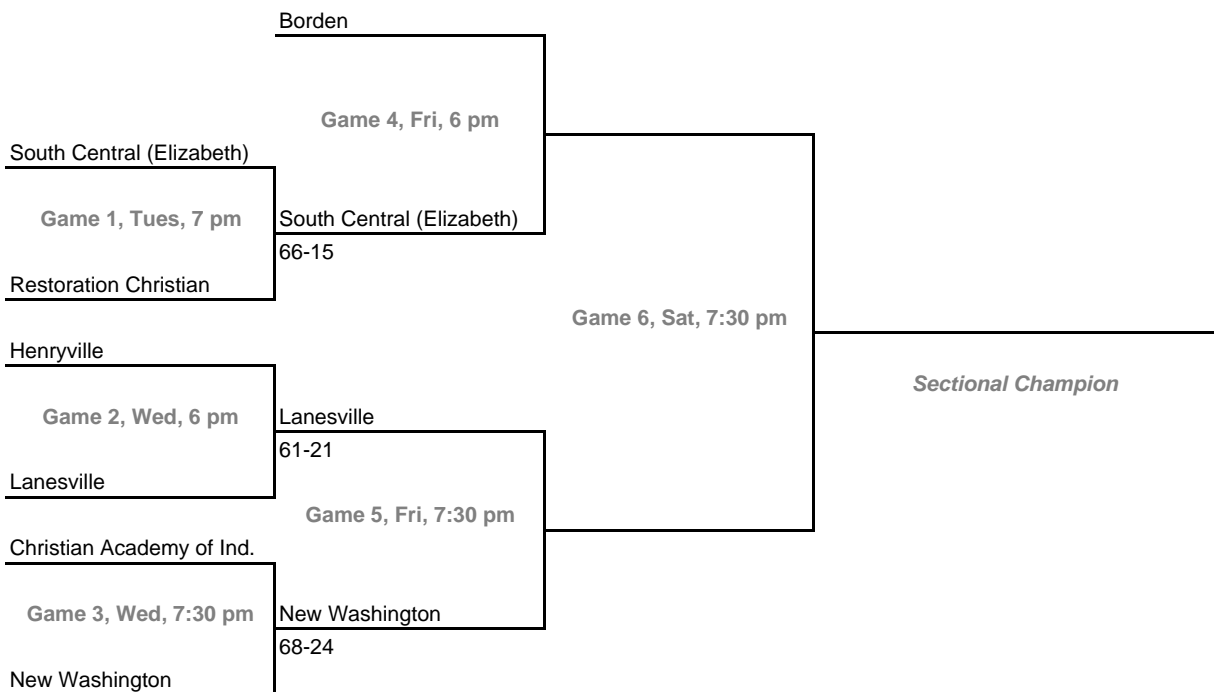 Borden
Game 4, Fri, 6 pm
South Central (Elizabeth)
Game 1, Tues, 7 pm
South Central (Elizabeth)
66-15
Restoration Christian
Game 6, Sat, 7:30 pm
Henryville
Sectional Champion
Game 2, Wed, 6 pm
Lanesville
61-21
Lanesville
Game 5, Fri, 7:30 pm
Christian Academy of Ind.
Game 3, Wed, 7:30 pm
New Washington
68-24
New Washington